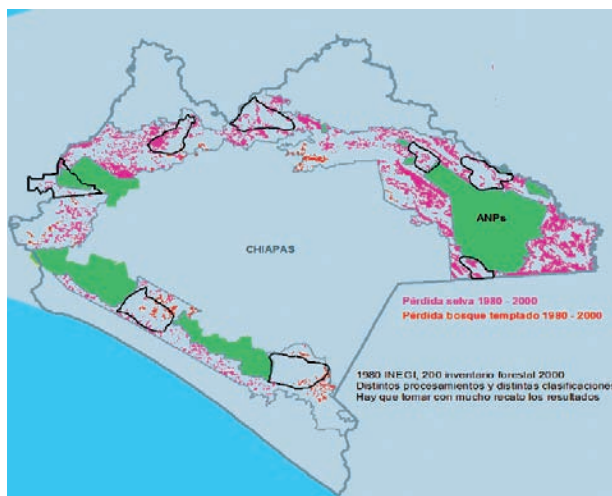 ANPs
CHIAPAS
Pérdida selva 1980 - 2000
Pérdida bosque templado 1980 - 2000
1980 INEGI, 200 inventario forestal 2000
Distintos procesamientos y distintas clasificaciones
Hay que tomar con mucho recato los resultados